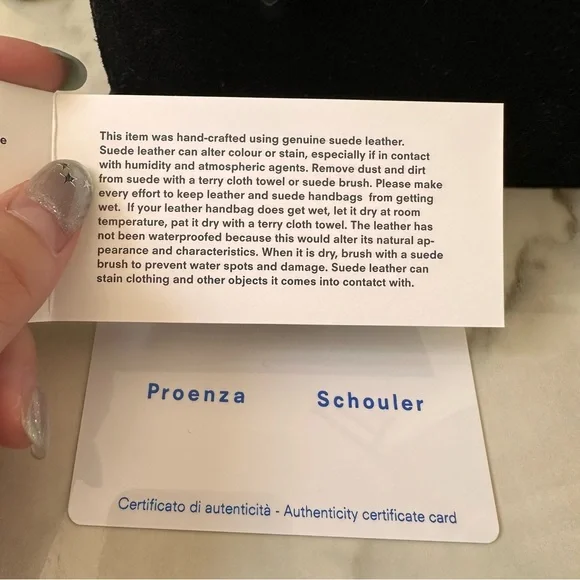 e
This item was hand-crafted using genuine suede leather.
Suede leather can alter colour or stain, especially if in contact
with humidity and atmospheric agents. Remove dust and dirt
from suede with a terry cloth towel or suede brush. Please make
every effort to keep leather and suede handbags from getting
wet. If your leather handbag does get wet, let it dry at room
temperature, pat it dry with a terry cloth towel. The leather has
not been waterproofed because this would alter its natural ap-
pearance and characteristics. When it is dry, brush with a suede
brush to prevent water spots and damage. Suede leather can
stain clothing and other objects it comes into contatct with.
Proenza Schouler
Certificato di autenticità - Authenticity certificate card